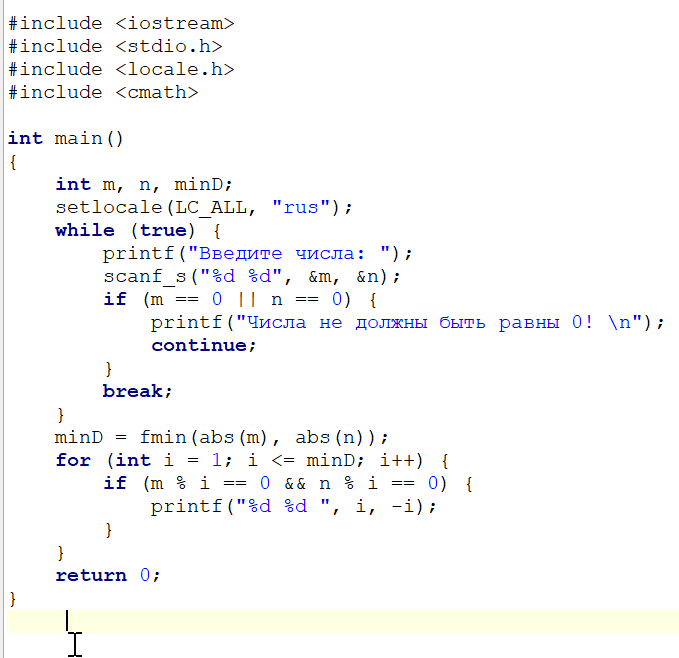 #include <iostream>
#include <stdio.h>
#include <locale.h>
#include <cmath>
int main()
{
int m, n, minD;
setlocale(LC_ALL, "rus");
while (true) {
printf("Введите числа: ");
scanf_s("%d %d", &m, &n);
if (m == 0 || n == 0) {
printf("Числа не должны быть равны 0! \n");
continue;
}
break;
}
minD = fmin(abs(m), abs(n));
for (int i = 1; i <= minD; i++) {
if (m % i == 0 && n % i == 0) {
printf("%d %d ", i, -i);
}
}
return 0;
}